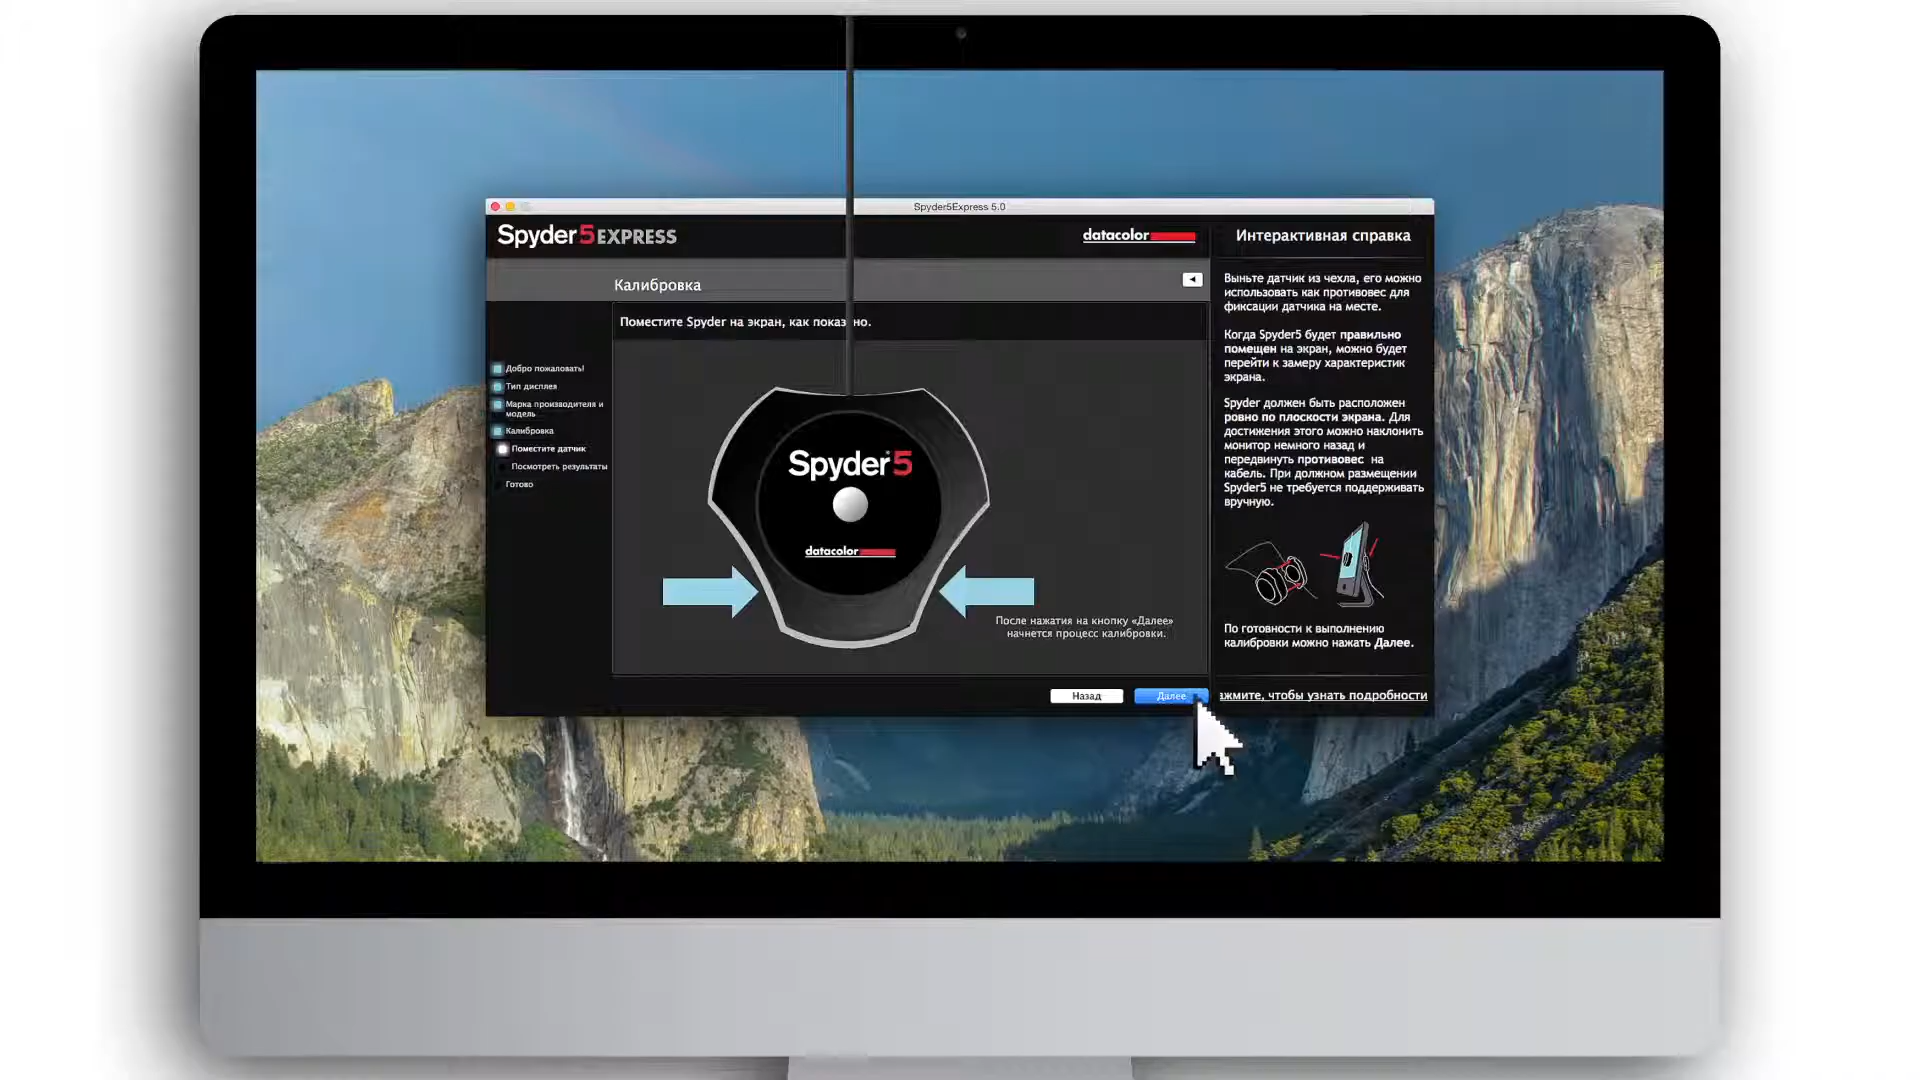 Spyder5Express 5.0
Spyder5EXPRESS
datacolor
Интерактивная справка
Калибровка
Поместите Spyder на экран, как показано.
Добро пожаловать!
Тип дисплея
Марка производителя и
модель
Калибровка
Поместите датчик
Посмотреть результаты
Готово
Spyder5
datacolor
После нажатия на кнопку «Далее»
начнется процесс калибровки.
Назад
Далее
Выньте датчик из чехла, его можно
использовать как противовес для
фиксации датчика на месте.
Когда Spyder5 будет правильно
помещен на экран, можно будет
перейти к замеру характеристик
экрана.
Spyder должен быть расположен
ровно по плоскости экрана. Для
достижения этого можно наклонить
монитор немного назад и
передвинуть противовес на
кабель. При должном размещении
Spyder5 не требуется поддерживать
вручную.
По готовности к выполнению
калибровки можно нажать Далее.
ажмите, чтобы узнать подробности